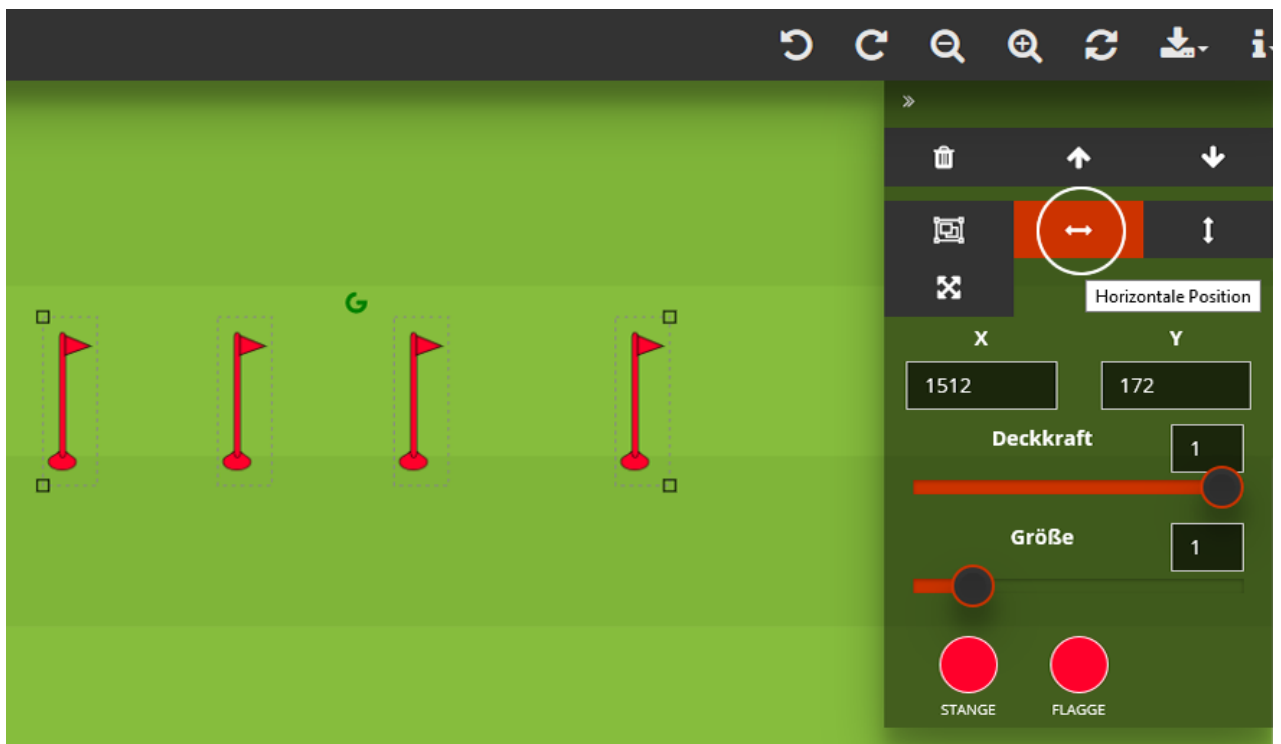 Horizontale Position
X
Y
1512
172
Deckkraft
1
Größe
1
STANGE
FLAGGE